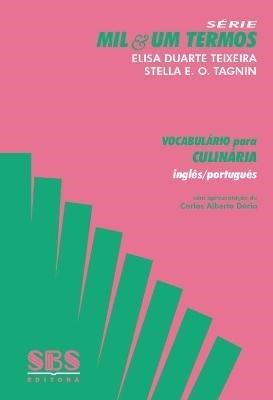 SÉRIE
MIL & UM TERMOS
ELISA DUARTE TEIXEIRA
STELLA E. O. TAGNIN
VOCABULÁRIO para
CULINÁRIA
inglês/português
com apresentação de
Carlos Alberto Dória
SBS
EDITORA